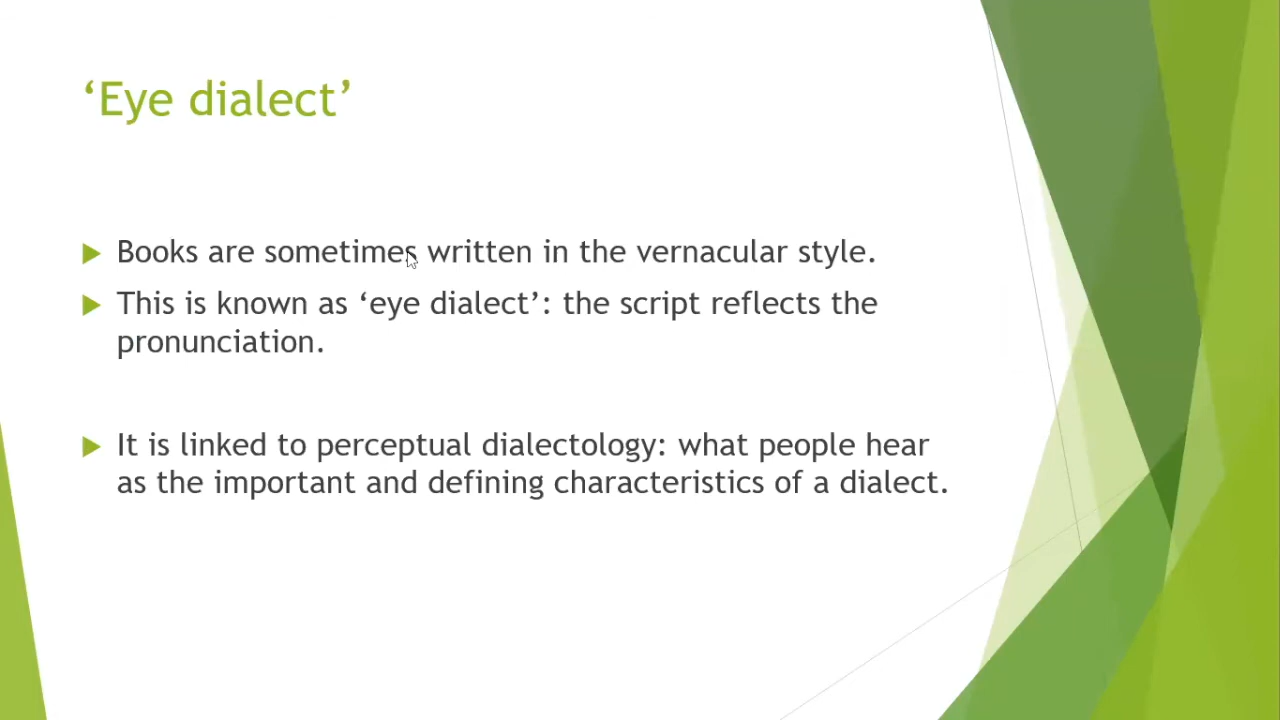 ‘Eye dialect’
Books are sometimes written in the vernacular style.
This is known as ‘eye dialect’: the script reflects the
pronunciation.
It is linked to perceptual dialectology: what people hear
as the important and defining characteristics of a dialect.